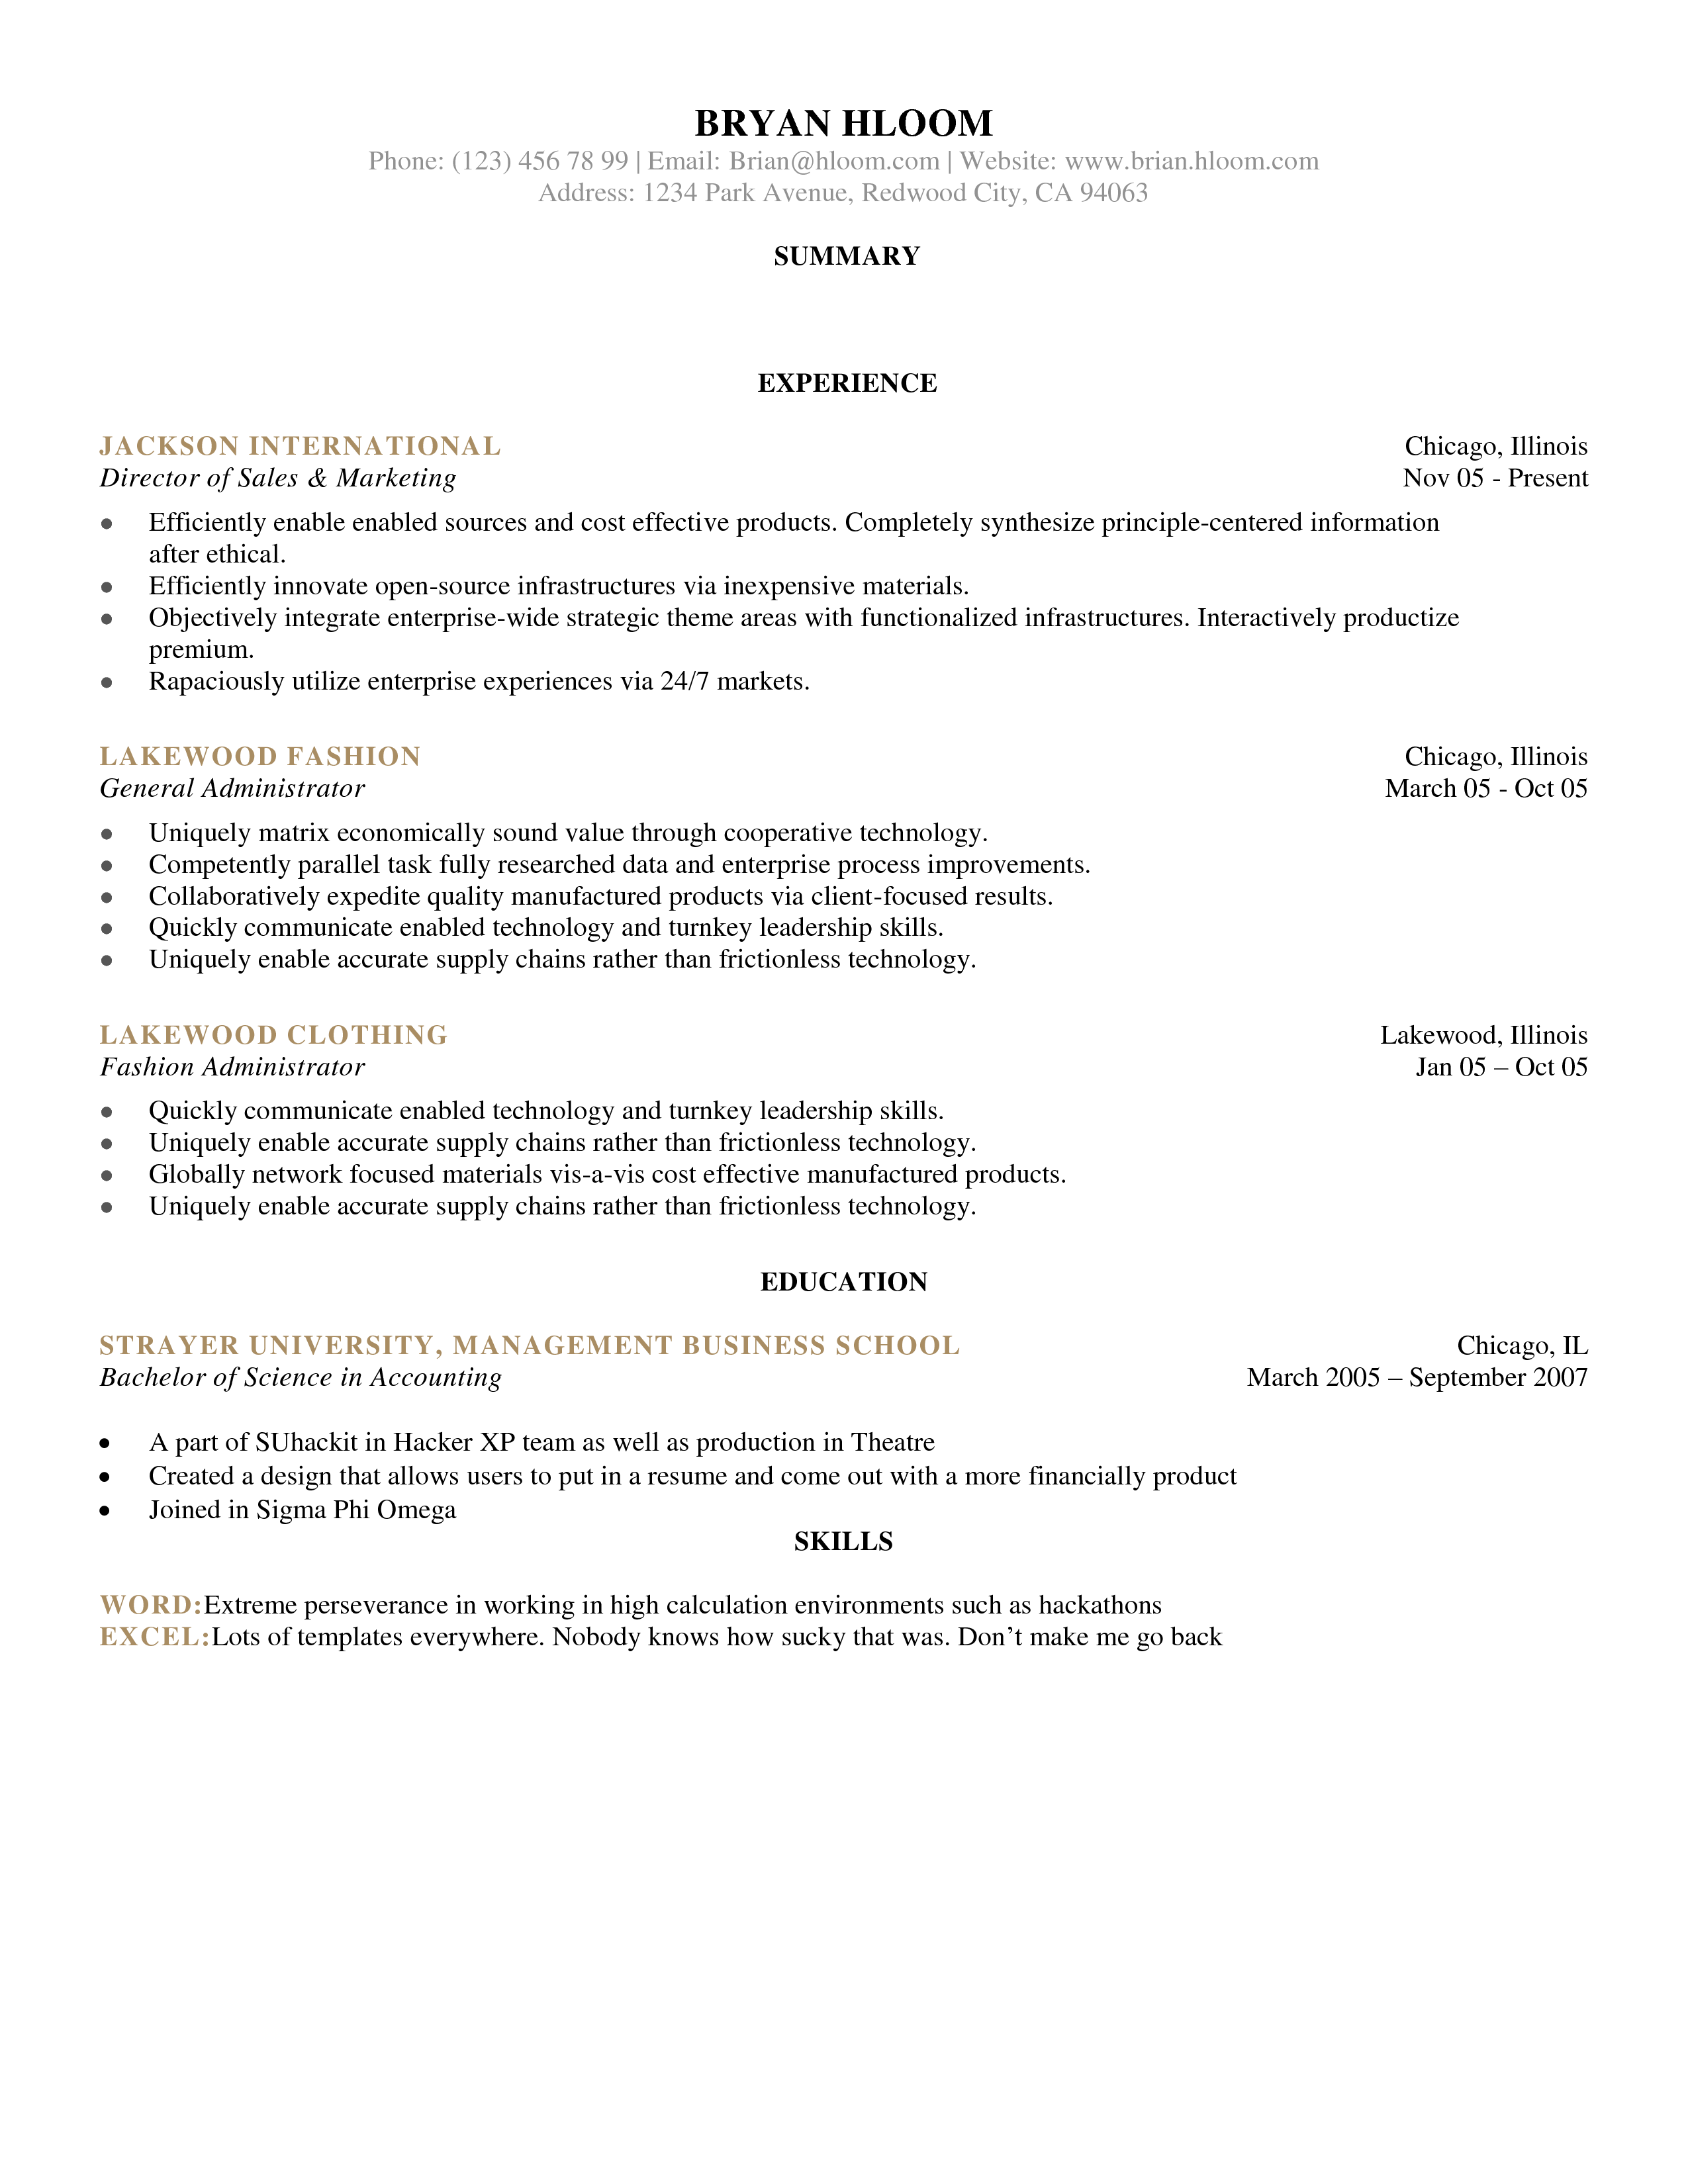 BRYAN HLOOM
Phone: (123) 456 78 99 | Email: Brian@hloom.com | Website: www.brian.hloom.com
Address: 1234 Park Avenue, Redwood City, CA 94063
SUMMARY
EXPERIENCE
JACKSON INTERNATIONAL Chicago, Illinois
Director of Sales & Marketing Nov 05 - Present
● Efficiently enable enabled sources and cost effective products. Completely synthesize principle-centered information
after ethical.
● Efficiently innovate open-source infrastructures via inexpensive materials.
● Objectively integrate enterprise-wide strategic theme areas with functionalized infrastructures. Interactively productize
premium.
● Rapaciously utilize enterprise experiences via 24/7 markets.
LAKEWOOD FASHION Chicago, Illinois
General Administrator March 05 - Oct 05
● Uniquely matrix economically sound value through cooperative technology.
● Competently parallel task fully researched data and enterprise process improvements.
● Collaboratively expedite quality manufactured products via client-focused results.
● Quickly communicate enabled technology and turnkey leadership skills.
● Uniquely enable accurate supply chains rather than frictionless technology.
LAKEWOOD CLOTHING Lakewood, Illinois
Fashion Administrator Jan 05 – Oct 05
● Quickly communicate enabled technology and turnkey leadership skills.
● Uniquely enable accurate supply chains rather than frictionless technology.
● Globally network focused materials vis-a-vis cost effective manufactured products.
● Uniquely enable accurate supply chains rather than frictionless technology.
EDUCATION
STRAYER UNIVERSITY, MANAGEMENT BUSINESS SCHOOL Chicago, IL
Bachelor of Science in Accounting March 2005 – September 2007
• A part of SUhackit in Hacker XP team as well as production in Theatre
• Created a design that allows users to put in a resume and come out with a more financially product
• Joined in Sigma Phi Omega
SKILLS
WORD:Extreme perseverance in working in high calculation environments such as hackathons
EXCEL:Lots of templates everywhere. Nobody knows how sucky that was. Don’t make me go back